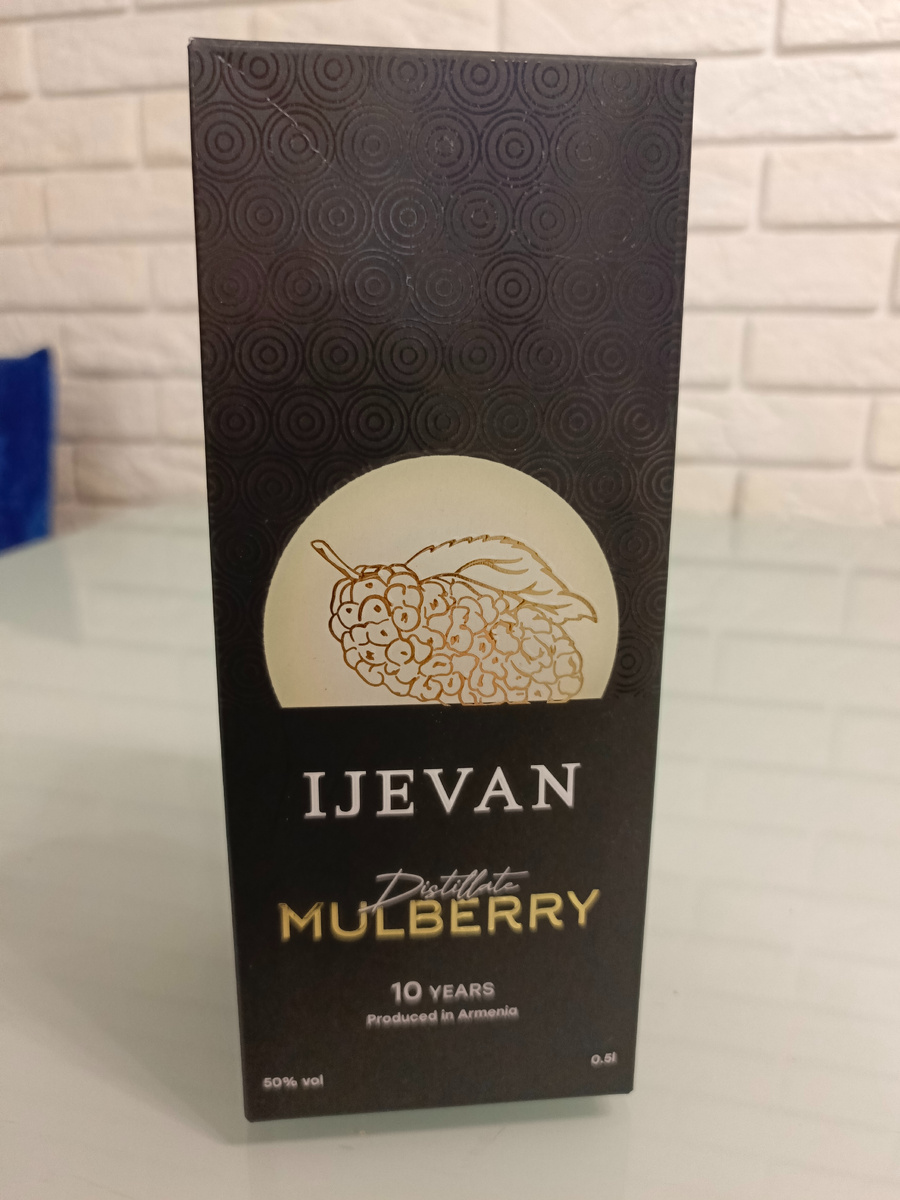 IJEVAN
Distillate
MULBERRY
10 YEARS
Produced in Armenia
0.5l
50% vol